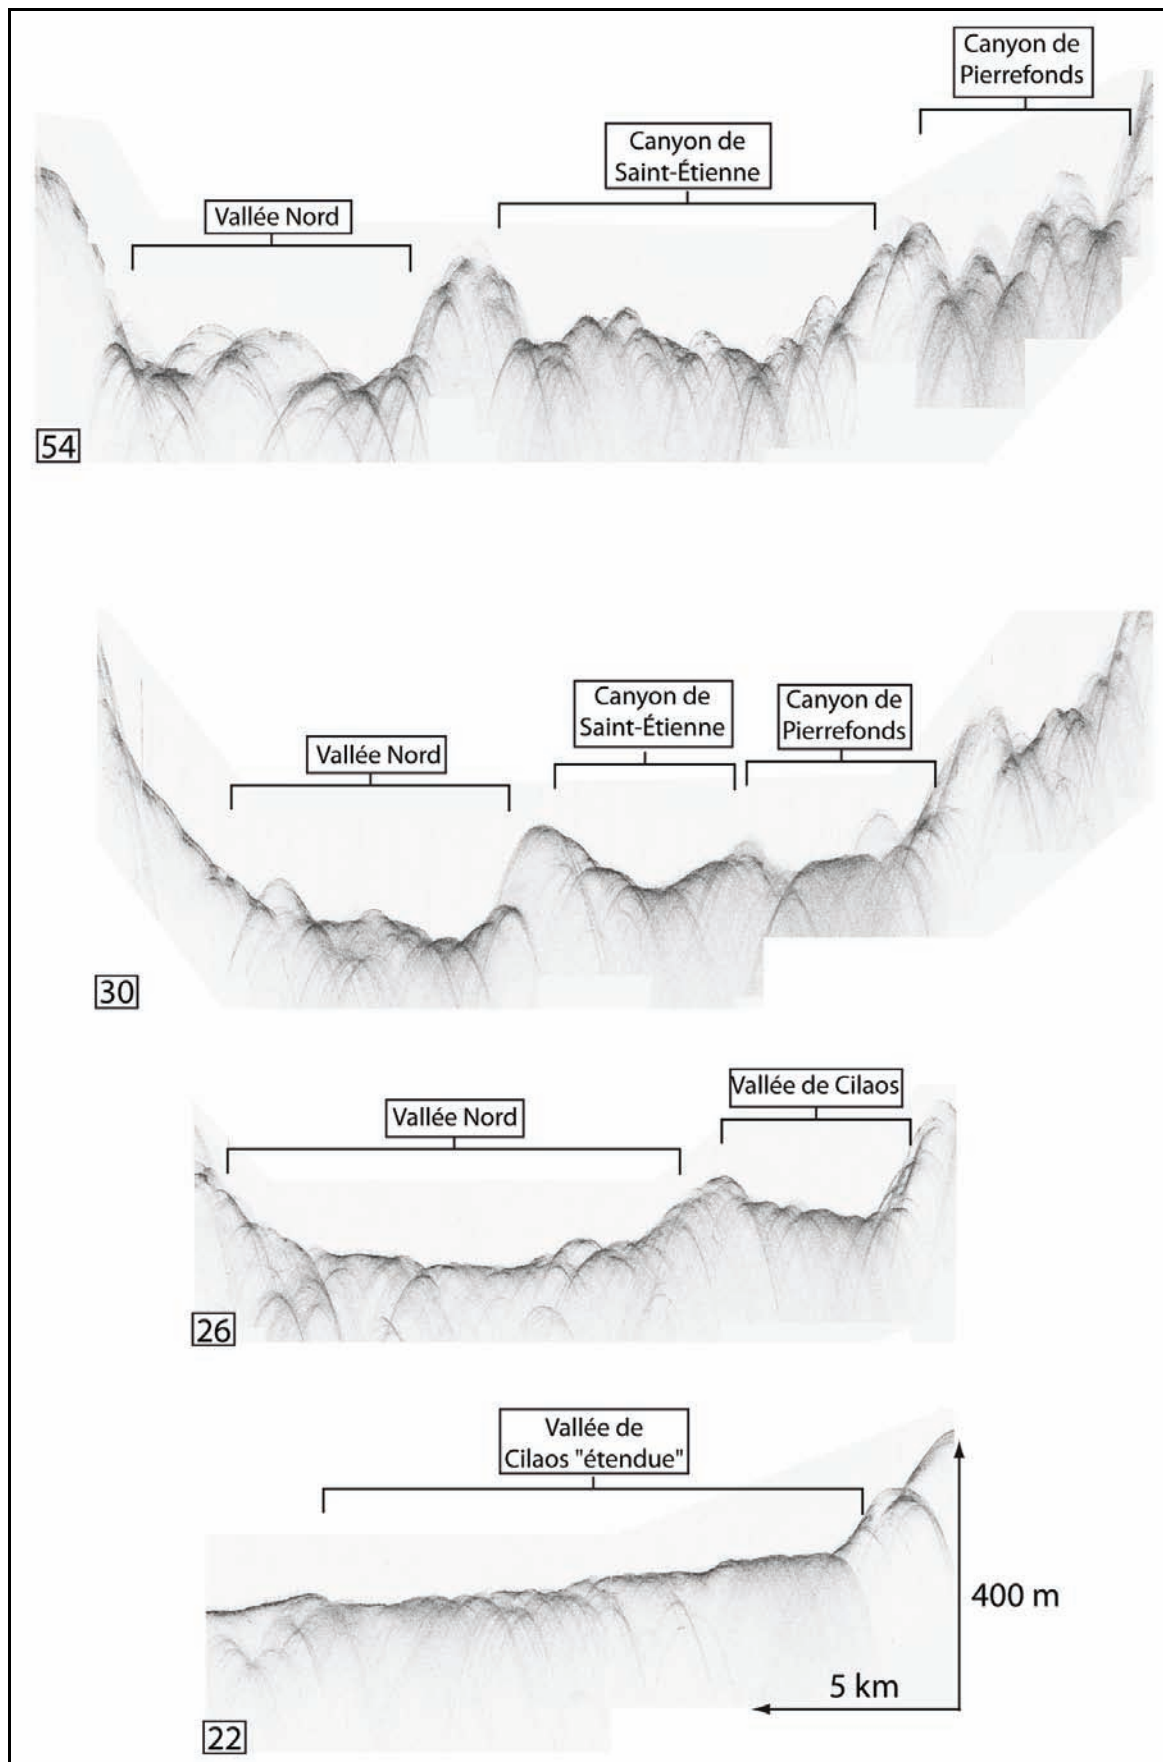 Canyon de
Pierrefonds
Canyon de
Saint-Étienne
Vallée Nord
54
Canyon de
Saint-Étienne
Canyon de
Pierrefonds
Vallée Nord
30
Vallée de Cilaos
Vallée Nord
26
Vallée de
Cilaos "étendue"
400 m
5 km
22